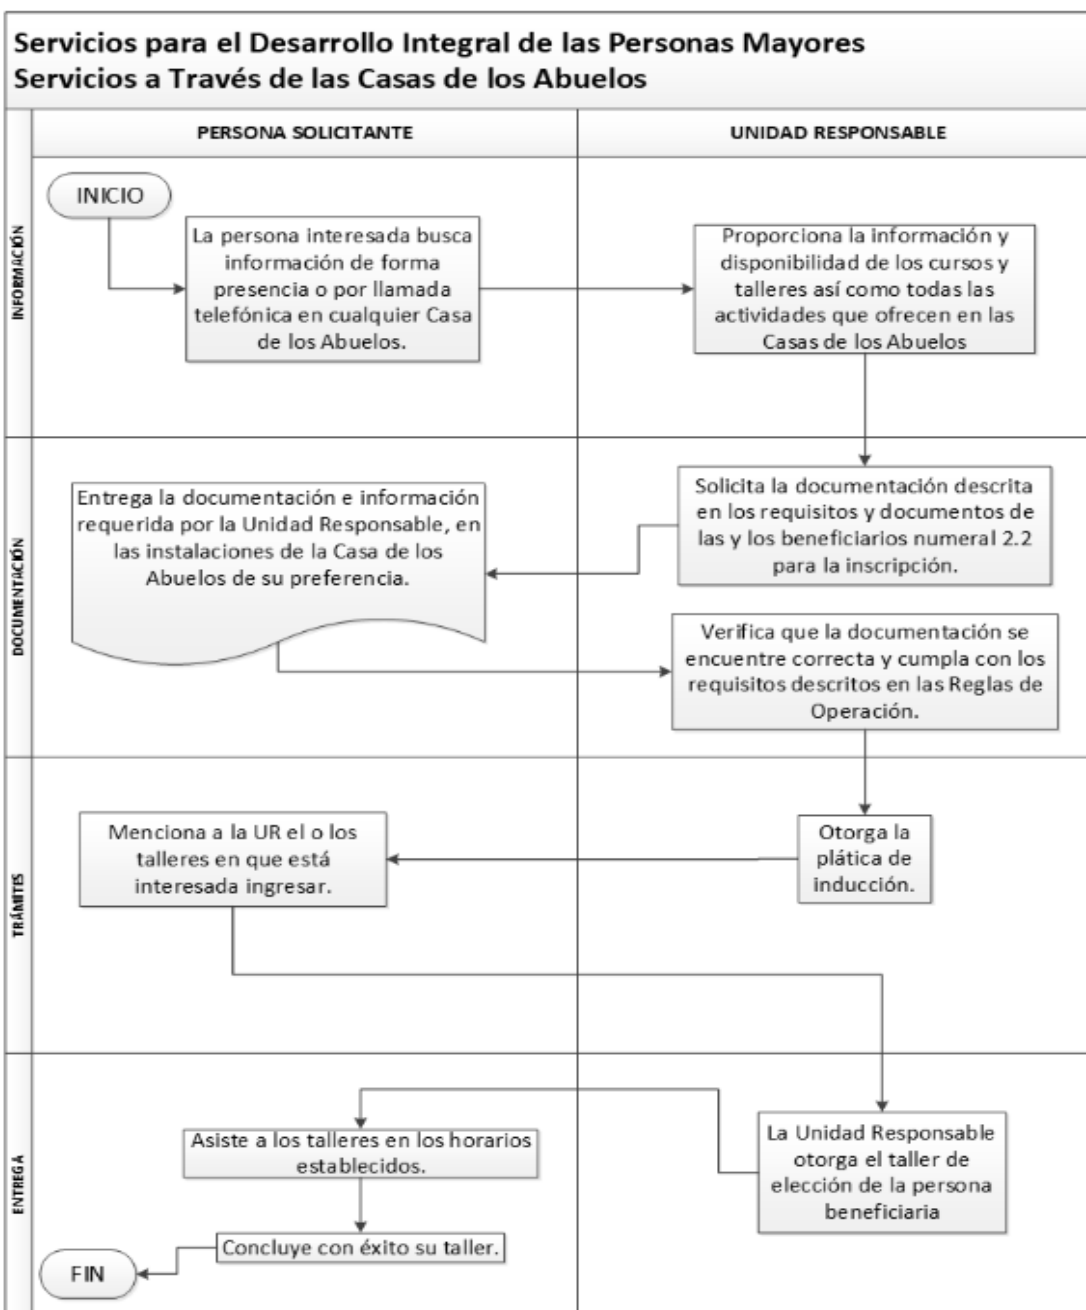 Servicios para el Desarrollo Integral de las Personas Mayores
Servicios a Través de las Casas de los Abuelos
PERSONA SOLICITANTE
UNIDAD RESPONSABLE
INFORMACIÓN
INICIO
La persona interesada busca
información de forma
presencia o por llamada
telefónica en cualquier Casa
de los Abuelos.
Proporciona la información y
disponibilidad de los cursos y
talleres así como todas las
actividades que ofrecen en las
Casas de los Abuelos
DOCUMENTACIÓN
Solicita la documentación descrita
en los requisitos y documentos de
las y los beneficiarios numeral 2.2
para la inscripción.
Entrega la documentación e información
requerida por la Unidad Responsable, en
las instalaciones de la Casa de los
Abuelos de su preferencia.
Verifica que la documentación se
encuentre correcta y cumpla con los
requisitos descritos en las Reglas de
Operación.
TRÁMITES
Otorga la
plática de
inducción.
Menciona a la UR el o los
talleres en que está
interesada ingresar.
ENTREGA
La Unidad Responsable
otorga el taller de
elección de la persona
beneficiaria
Asiste a los talleres en los horarios
establecidos.
Concluye con éxito su taller.
FIN